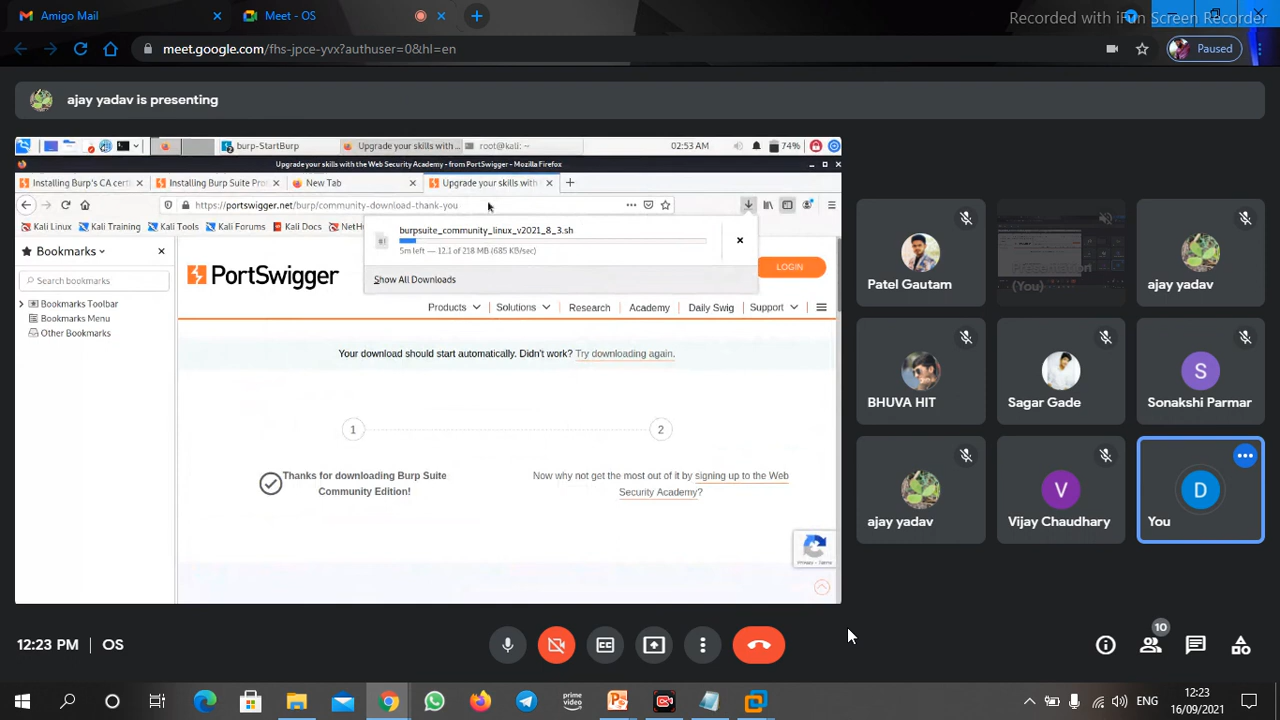 Amigo Mail
Meet - OS
Recorded with iFun Screen Recorder
meet.google.com/fhs-jpce-yvx?authuser=0&hl=en
Paused
ajay yadav is presenting
burp-StartBurp
Upgrade your skills with ...
root@kali: ~
02:53 AM
74%
Upgrade your skills with the Web Security Academy - from PortSwigger - Mozilla Firefox
Installing Burp's CA certi
Installing Burp Suite Pro
New Tab
Upgrade your skills with
https://portswigger.net/burp/community-download-thank-you
Kali Linux
Kali Training
Kali Tools
Kali Docs
Kali Forums
NetH
burpsuite_community_linux_v2021_8_3.sh
5m left — 12.1 of 218 MB (685 KB/sec)
Show All Downloads
Bookmarks
Search bookmarks
Bookmarks Toolbar
Bookmarks Menu
Other Bookmarks
PortSwigger
LOGIN
Products
Solutions
Research
Academy
Daily Swig
Support
Your download should start automatically. Didn't work? Try downloading again.
1
2
Thanks for downloading Burp Suite
Community Edition!
Now why not get the most out of it by signing up to the Web
Security Academy?
Privacy - Terms
Patel Gautam
Presentation
(You)
ajay yadav
BHUVA HIT
Sagar Gade
S
Sonakshi Parmar
ajay yadav
V
Vijay Chaudhary
D
You
12:23 PM | OS
10
prime video
ENG
12:23
16/09/2021